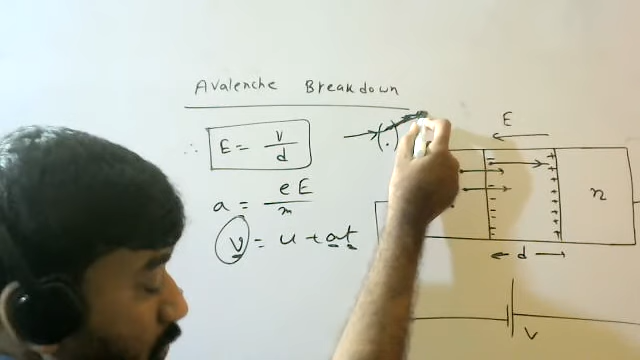 Avalenche Breakdown
∴ E = V/d
a = eE/m
v = u + at
E
n
d
V